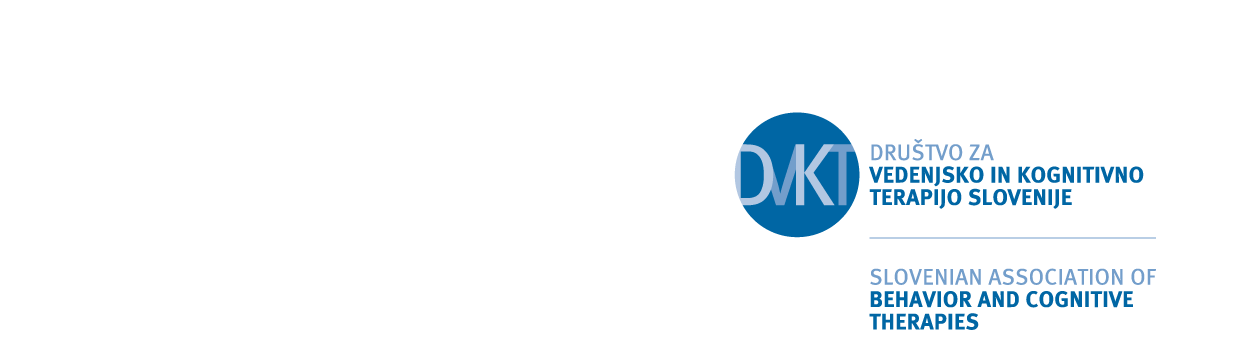 DVKT
DRUŠTVO ZA
VEDENJSKO IN KOGNITIVNO
TERAPIJO SLOVENIJE
SLOVENIAN ASSOCIATION OF
BEHAVIOR AND COGNITIVE
THERAPIES